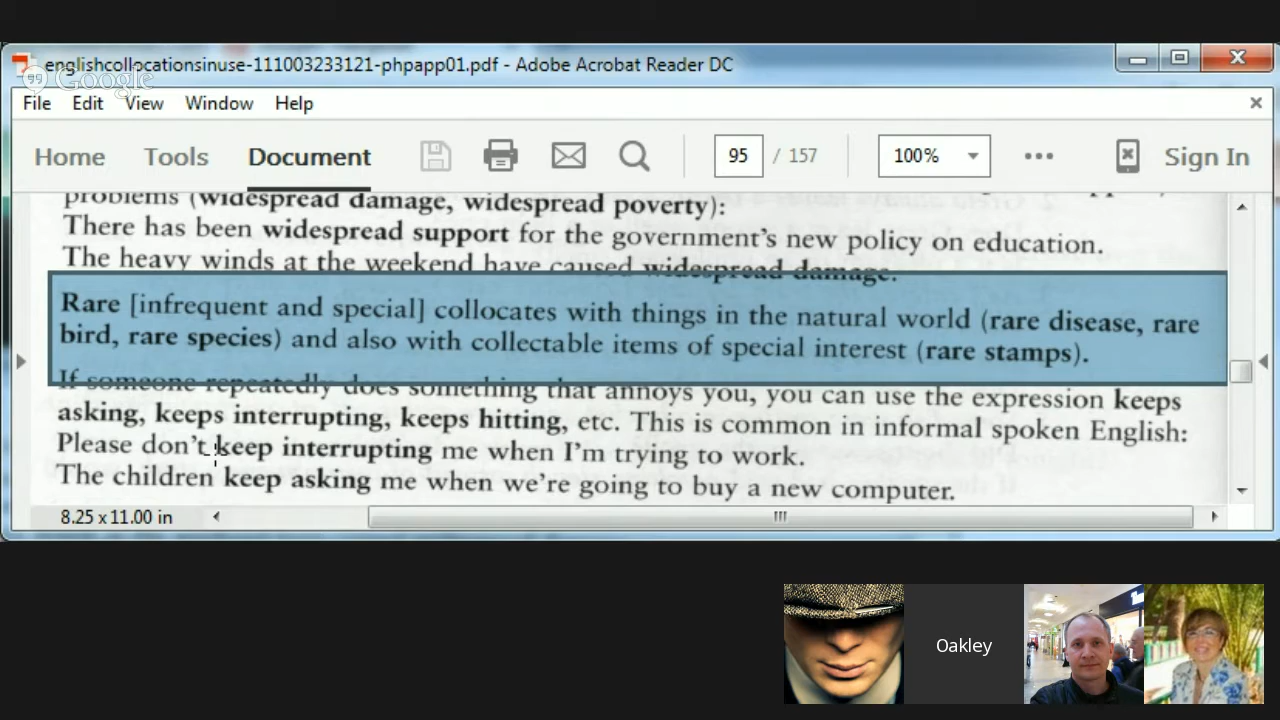 englishcollocationsinuse-111003233121-phpapp01.pdf - Adobe Acrobat Reader DC
Google
File Edit View Window Help
Home Tools Document 95 / 157 100% Sign In
problems (widespread damage, widespread poverty):
There has been widespread support for the government's new policy on education.
The heavy winds at the weekend have caused widespread damage.
Rare [infrequent and special] collocates with things in the natural world (rare disease, rare
bird, rare species) and also with collectable items of special interest (rare stamps).
If someone repeatedly does something that annoys you, you can use the expression keeps
asking, keeps interrupting, keeps hitting, etc. This is common in informal spoken English:
Please don't keep interrupting me when I'm trying to work.
The children keep asking me when we're going to buy a new computer.
8.25 x 11.00 in
Oakley